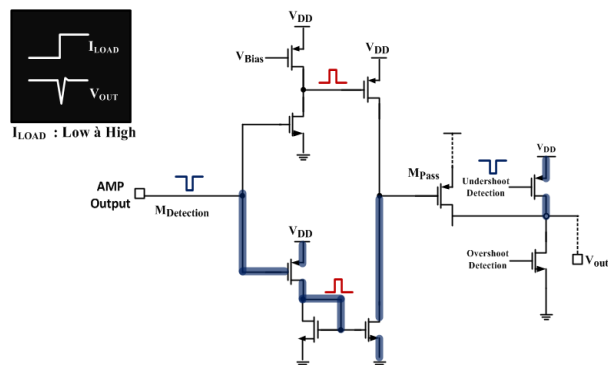 I_LOAD
V_OUT
I_LOAD : Low à High
V_DD
V_DD
V_Bias
AMP
Output
M_Detection
V_DD
M_Pass
V_DD
Undershoot
Detection
Overshoot
Detection
V_out